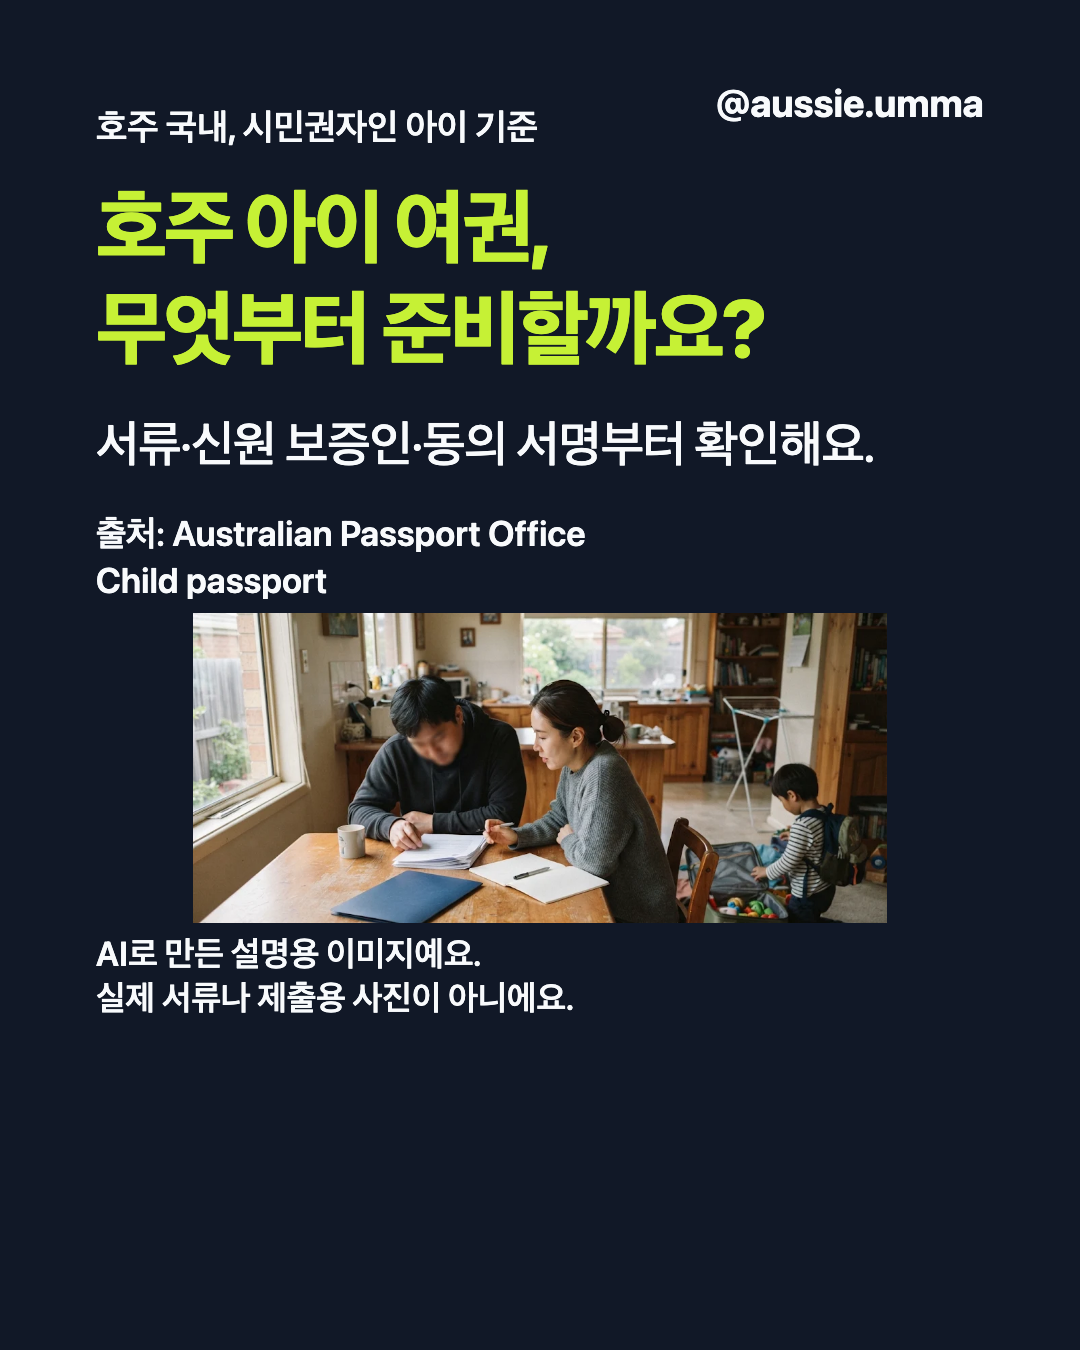 @aussie.umma
호주 국내, 시민권자인 아이 기준
호주 아이 여권,
무엇부터 준비할까요?
서류·신원 보증인·동의 서명부터 확인해요.
출처: Australian Passport Office
Child passport
AI로 만든 설명용 이미지예요.
실제 서류나 제출용 사진이 아니에요.